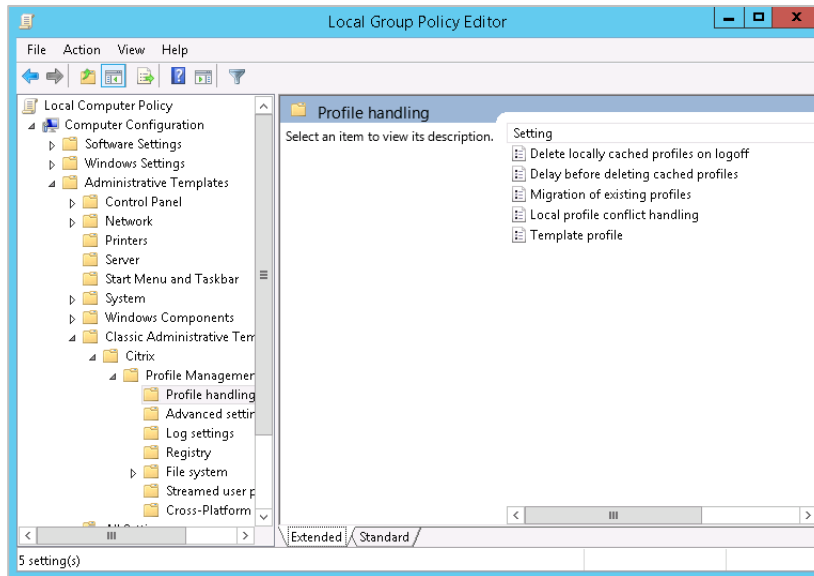 Local Group Policy Editor
File Action View Help
Local Computer Policy
Computer Configuration
Software Settings
Windows Settings
Administrative Templates
Control Panel
Network
Printers
Server
Start Menu and Taskbar
System
Windows Components
Classic Administrative Tem
Citrix
Profile Managemer
Profile handling
Advanced settir
Log settings
Registry
File system
Streamed user p
Cross-Platform
Profile handling
Select an item to view its description.
Setting
Delete locally cached profiles on logoff
Delay before deleting cached profiles
Migration of existing profiles
Local profile conflict handling
Template profile
Extended Standard
5 setting(s)